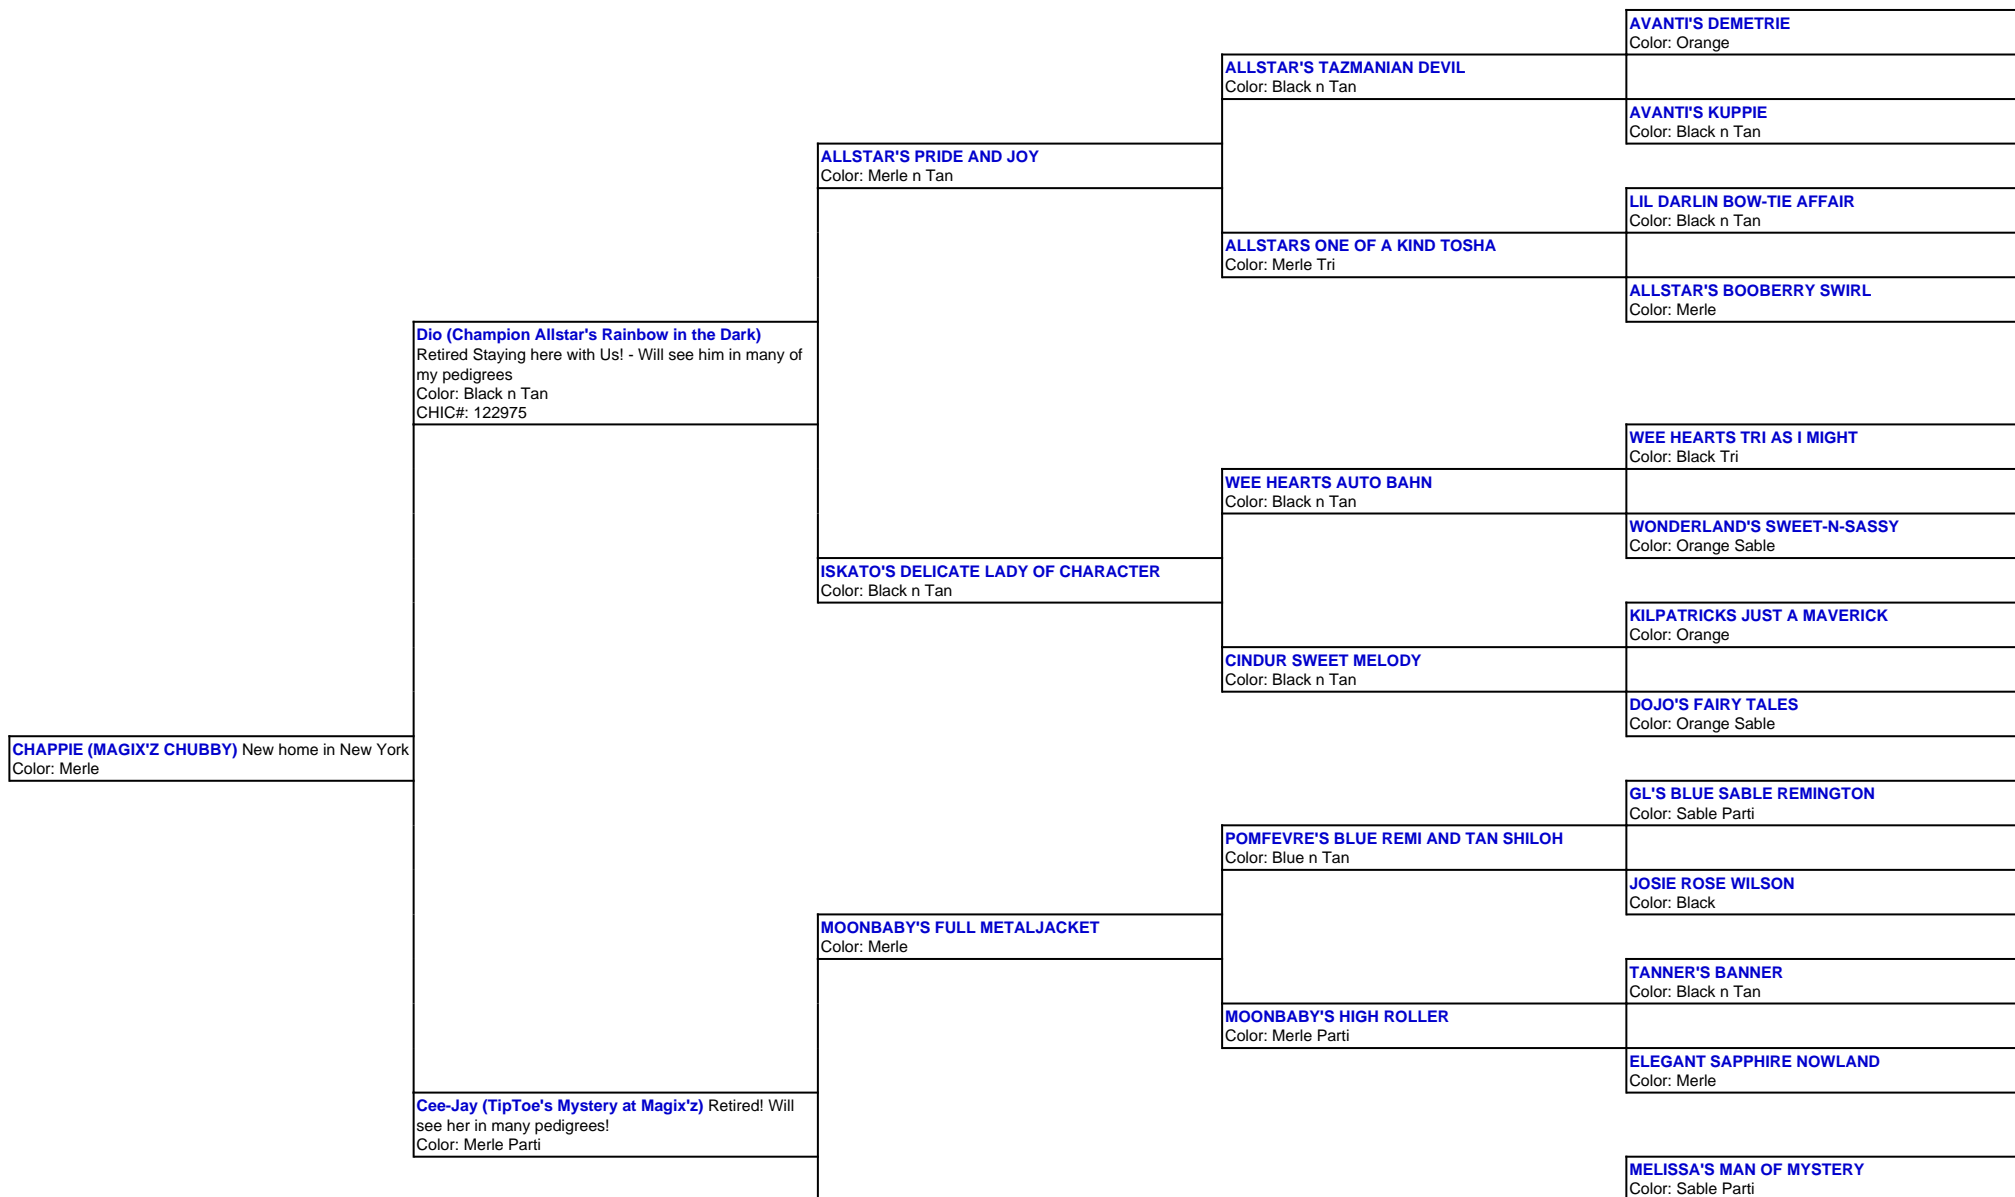 AVANTI'S DEMETRIE
Color: Orange
ALLSTAR'S TAZMANIAN DEVIL
Color: Black n Tan
AVANTI'S KUPPIE
Color: Black n Tan
ALLSTAR'S PRIDE AND JOY
Color: Merle n Tan
LIL DARLIN BOW-TIE AFFAIR
Color: Black n Tan
ALLSTARS ONE OF A KIND TOSHA
Color: Merle Tri
ALLSTAR'S BOOBERRY SWIRL
Color: Merle
Dio (Champion Allstar's Rainbow in the Dark)
Retired Staying here with Us! - Will see him in many of
my pedigrees
Color: Black n Tan
CHIC#: 122975
WEE HEARTS TRI AS I MIGHT
Color: Black Tri
WEE HEARTS AUTO BAHN
Color: Black n Tan
WONDERLAND'S SWEET-N-SASSY
Color: Orange Sable
ISKATO'S DELICATE LADY OF CHARACTER
Color: Black n Tan
KILPATRICKS JUST A MAVERICK
Color: Orange
CINDUR SWEET MELODY
Color: Black n Tan
DOJO'S FAIRY TALES
Color: Orange Sable
CHAPPIE (MAGIX'Z CHUBBY) New home in New York
Color: Merle
GL'S BLUE SABLE REMINGTON
Color: Sable Parti
POMFEVRE'S BLUE REMI AND TAN SHILOH
Color: Blue n Tan
JOSIE ROSE WILSON
Color: Black
MOONBABY'S FULL METALJACKET
Color: Merle
TANNER'S BANNER
Color: Black n Tan
MOONBABY'S HIGH ROLLER
Color: Merle Parti
ELEGANT SAPPHIRE NOWLAND
Color: Merle
Cee-Jay (TipToe's Mystery at Magix'z) Retired! Will
see her in many pedigrees!
Color: Merle Parti
MELISSA'S MAN OF MYSTERY
Color: Sable Parti